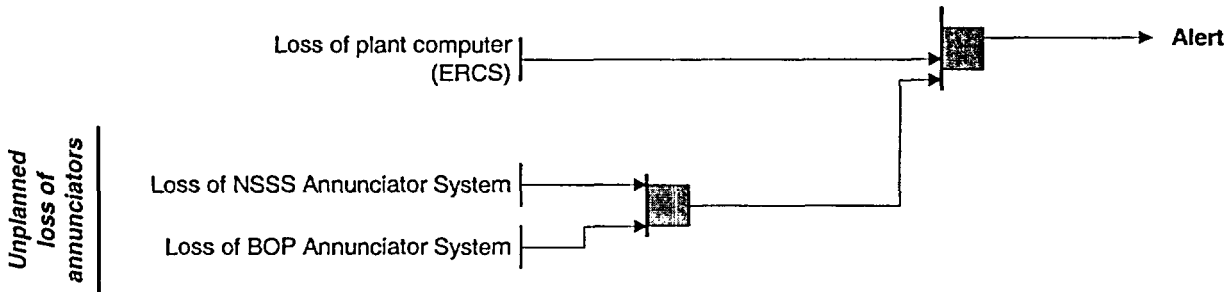 Loss of plant computer
(ERCS)
Alert
Unplanned
loss of
annunciators
Loss of NSSS Annunciator System
Loss of BOP Annunciator System